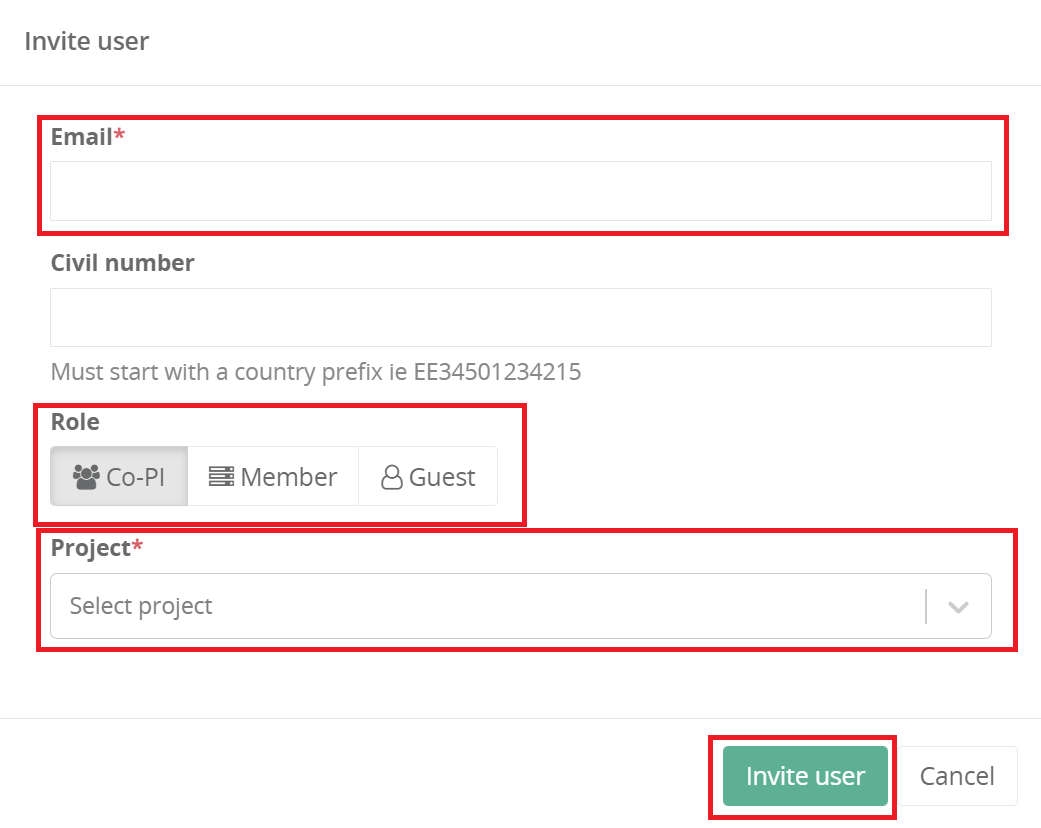 Invite user
Email*
Civil number
Must start with a country prefix ie EE34501234215
Role
Co-PI Member Guest
Project*
Select project
Invite user Cancel